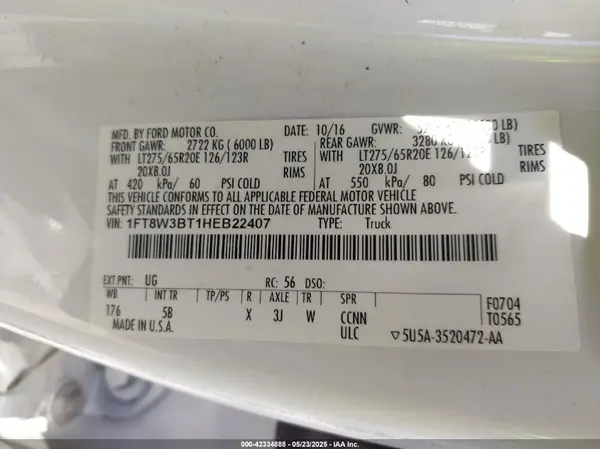 MFD. BY FORD MOTOR CO. DATE: 10/16 GVWR:
FRONT GAWR: 2722 KG ( 6000 LB) REAR GAWR: 3280 KG LB)
WITH LT275/65R20E 126/123R TIRES LT275/65R20E 126/123R TIRES
20X8.0J RIMS 20X8.0J RIMS
AT 420 kPa/ 60 PSI COLD AT 550 kPa/ 80 PSI COLD
THIS VEHICLE CONFORMS TO ALL APPLICABLE FEDERAL MOTOR VEHICLE
SAFETY STANDARDS IN EFFECT ON THE DATE OF MANUFACTURE SHOWN ABOVE.
VIN: 1FT8W3BT1HEB22407 TYPE: Truck
EXT PNT: UG RC: 56 DSO:
WB INT TR TP/PS R AXLE TR SPR F0704
176 5B X 3J W CCNN T0565
MADE IN U.S.A. ULC ▽5U5A-3520472-AA
000-42334888 | 05/23/2025 | IAA Inc.